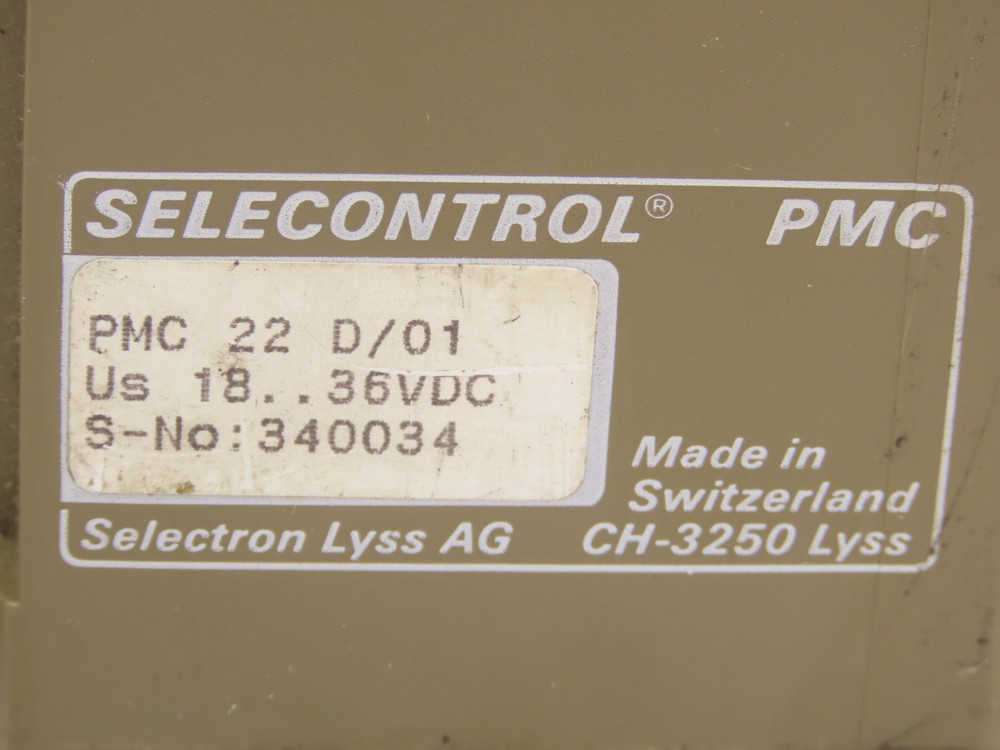 SELECONTROL® PMC
PMC 22 D/01
Us 18..36VDC
S-No:340034
Made in
Switzerland
Selectron Lyss AG CH-3250 Lyss